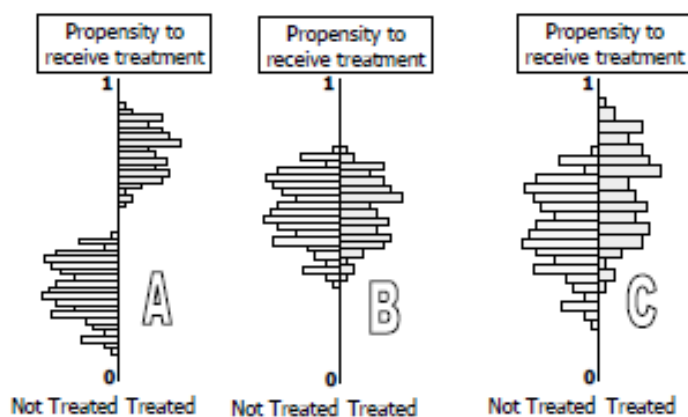 Propensity to
receive treatment
1
A
0
Not Treated Treated
Propensity to
receive treatment
1
B
0
Not Treated Treated
Propensity to
receive treatment
1
C
0
Not Treated Treated